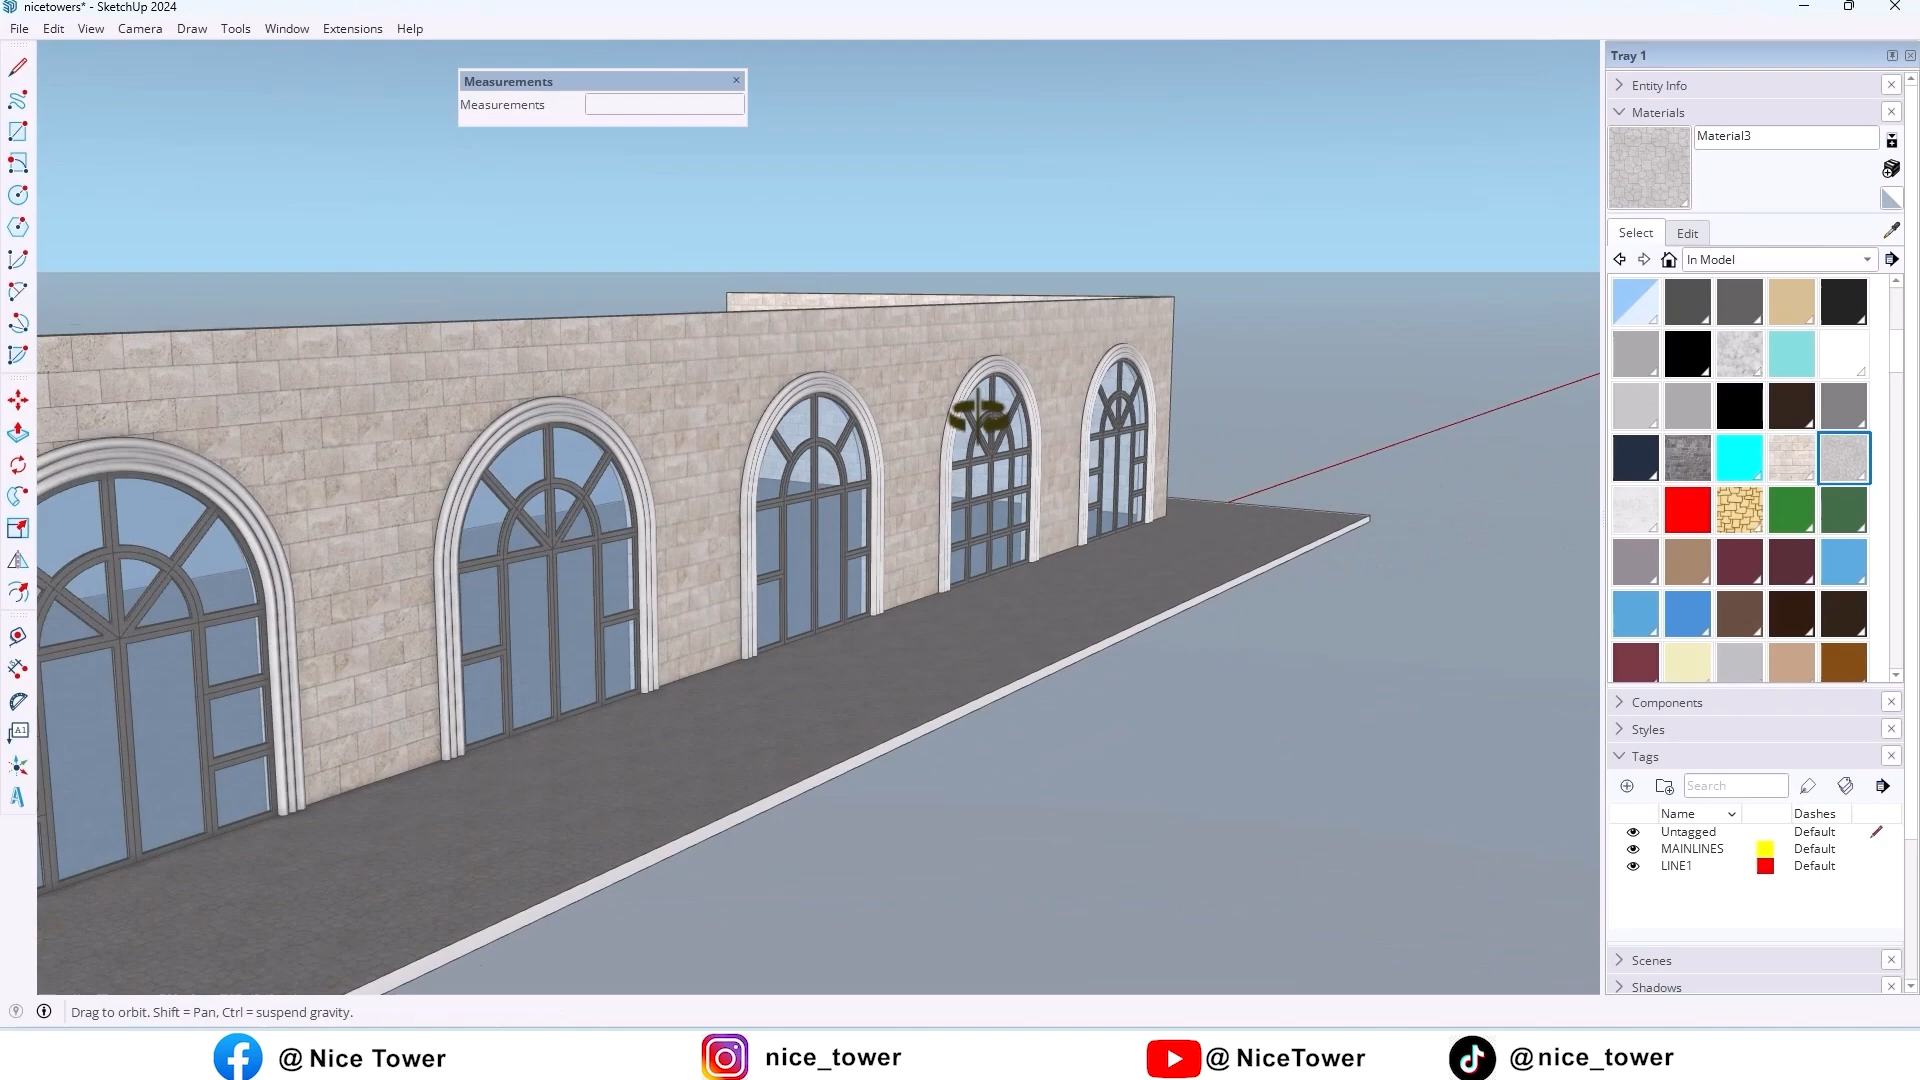 nicetowers* - SketchUp 2024
File Edit View Camera Draw Tools Window Extensions Help
Measurements
Measurements
Tray 1
Entity Info
Materials
Material3
Select Edit
In Model
Components
Styles
Tags
Search
Name Dashes
Untagged Default
MAINLINES Default
LINE1 Default
Scenes
Shadows
A1
Drag to orbit. Shift = Pan, Ctrl = suspend gravity.
@ Nice Tower nice_tower @ NiceTower @nice_tower